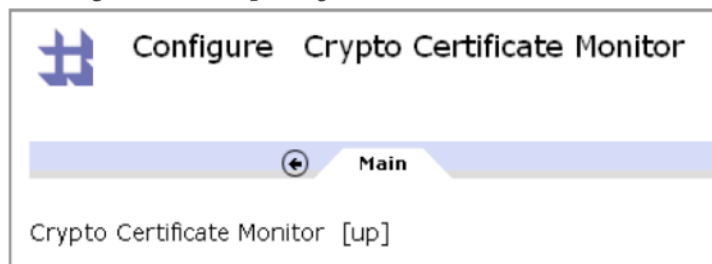 Configure Crypto Certificate Monitor
Main
Crypto Certificate Monitor [up]